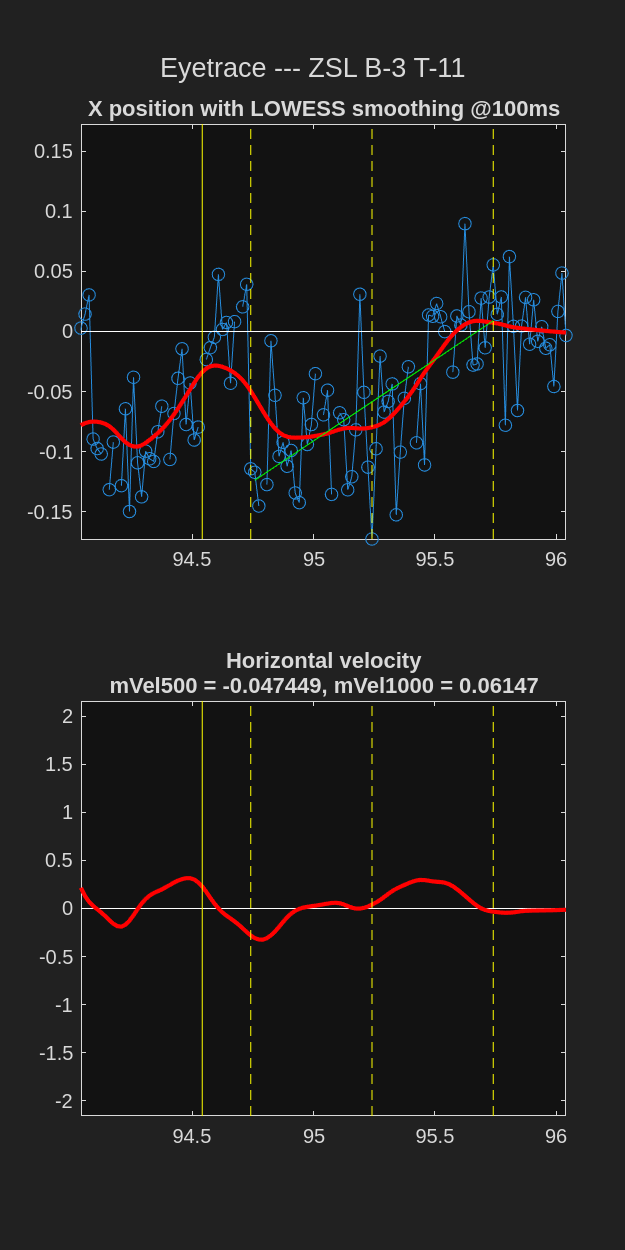 Eyetrace --- ZSL B-3 T-11
X position with LOWESS smoothing @100ms
0.15
0.1
0.05
0
-0.05
-0.1
-0.15
94.5 95 95.5 96
Horizontal velocity
mVel500 = -0.047449, mVel1000 = 0.06147
2
1.5
1
0.5
0
-0.5
-1
-1.5
-2
94.5 95 95.5 96